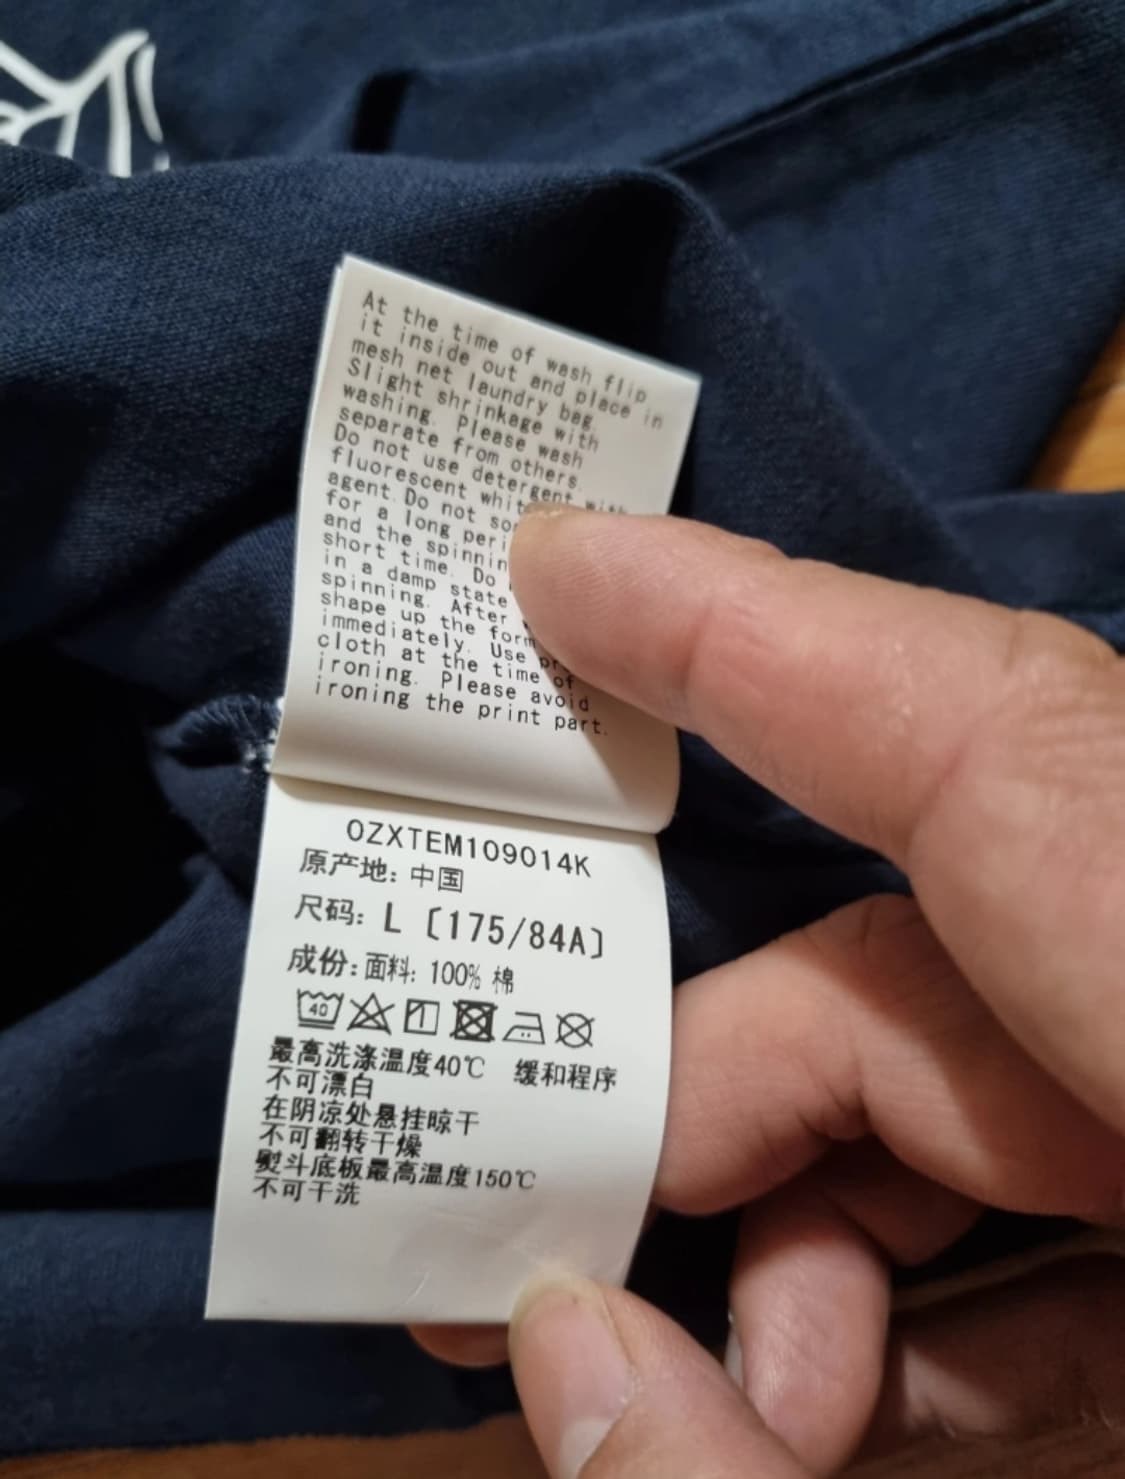 At the time of wash flip
it inside out and place in
mesh net laundry bag.
Slight shrinkage with
washing. Please wash
separate from others.
Do not use detergent with
fluorescent
agent. Do not
for a long
and the
short time. Do
in a damp state
spinning. After
shape up the
immediately. Use
cloth at the time of
ironing. Please avoid
ironing the print part.
OZXTEM109014K
原产地：中国
尺码：L〔175/84A〕
成份：面料：100% 棉
40
最高洗涤温度40℃ 缓和程序
不可漂白
在阴凉处悬挂晾干
不可翻转干燥
熨斗底板最高温度150℃
不可干洗